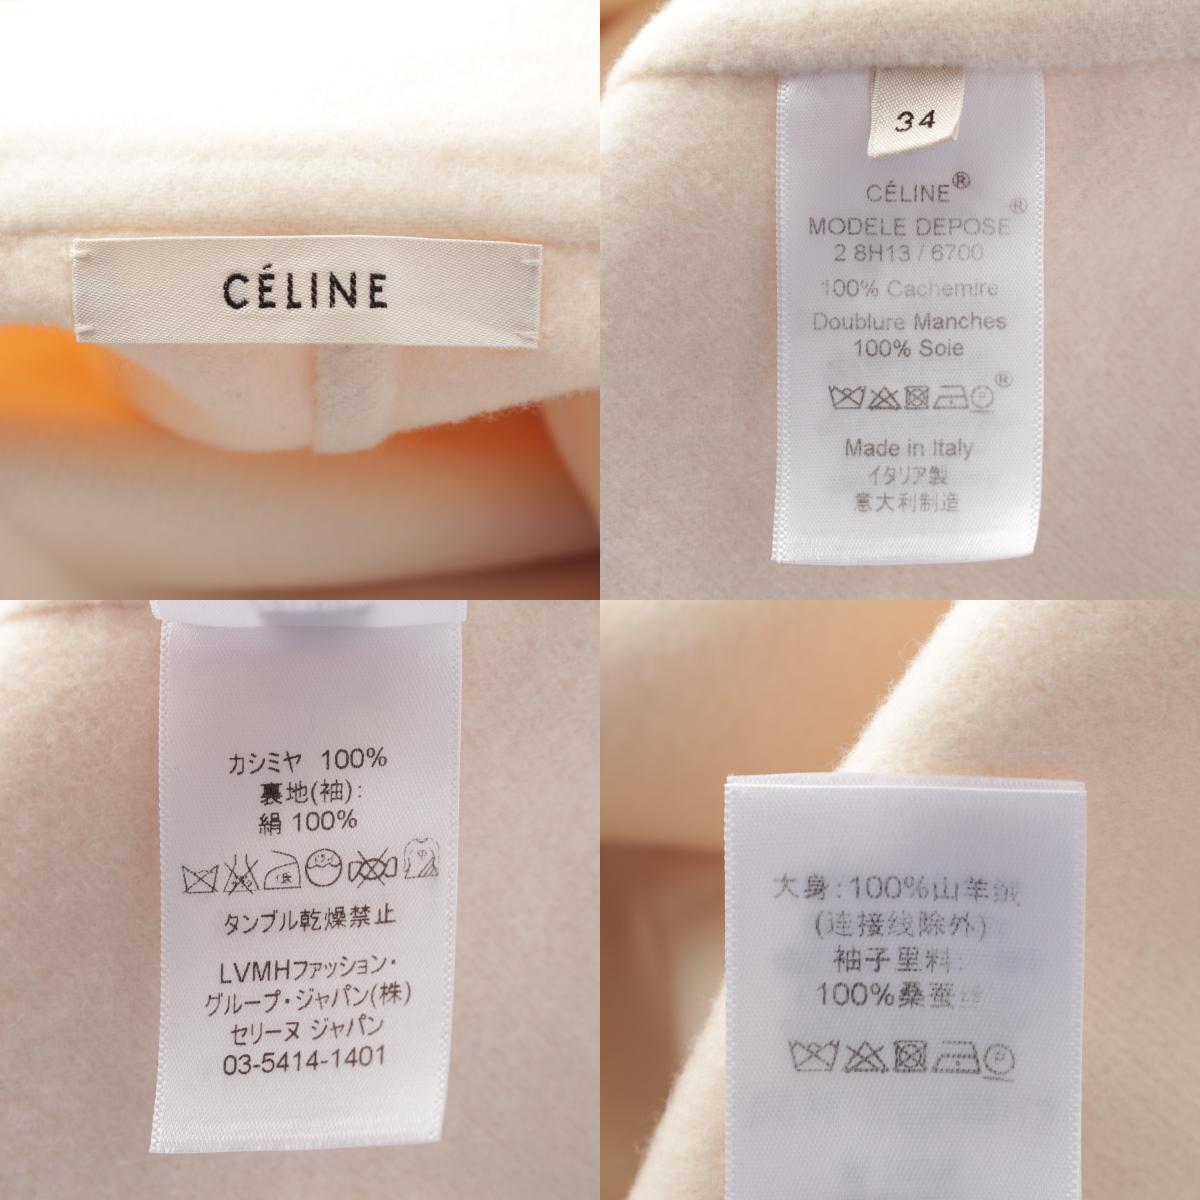 CÉLINE
34
CÉLINE®
MODELE DEPOSE®
2 8H13 / 6700
100% Cachemire
Doublure Manches
100% Soie
P
®
Made in Italy
イタリア製
意大利制造
カシミヤ 100%
裏地(袖):
絹 100%
タンブル乾燥禁止
LVMHファッション・
グループ・ジャパン(株)
セリーヌ ジャパン
03-5414-1401
大身:100%山羊绒
(连接线除外)
袖子里料:
100%桑蚕丝
P